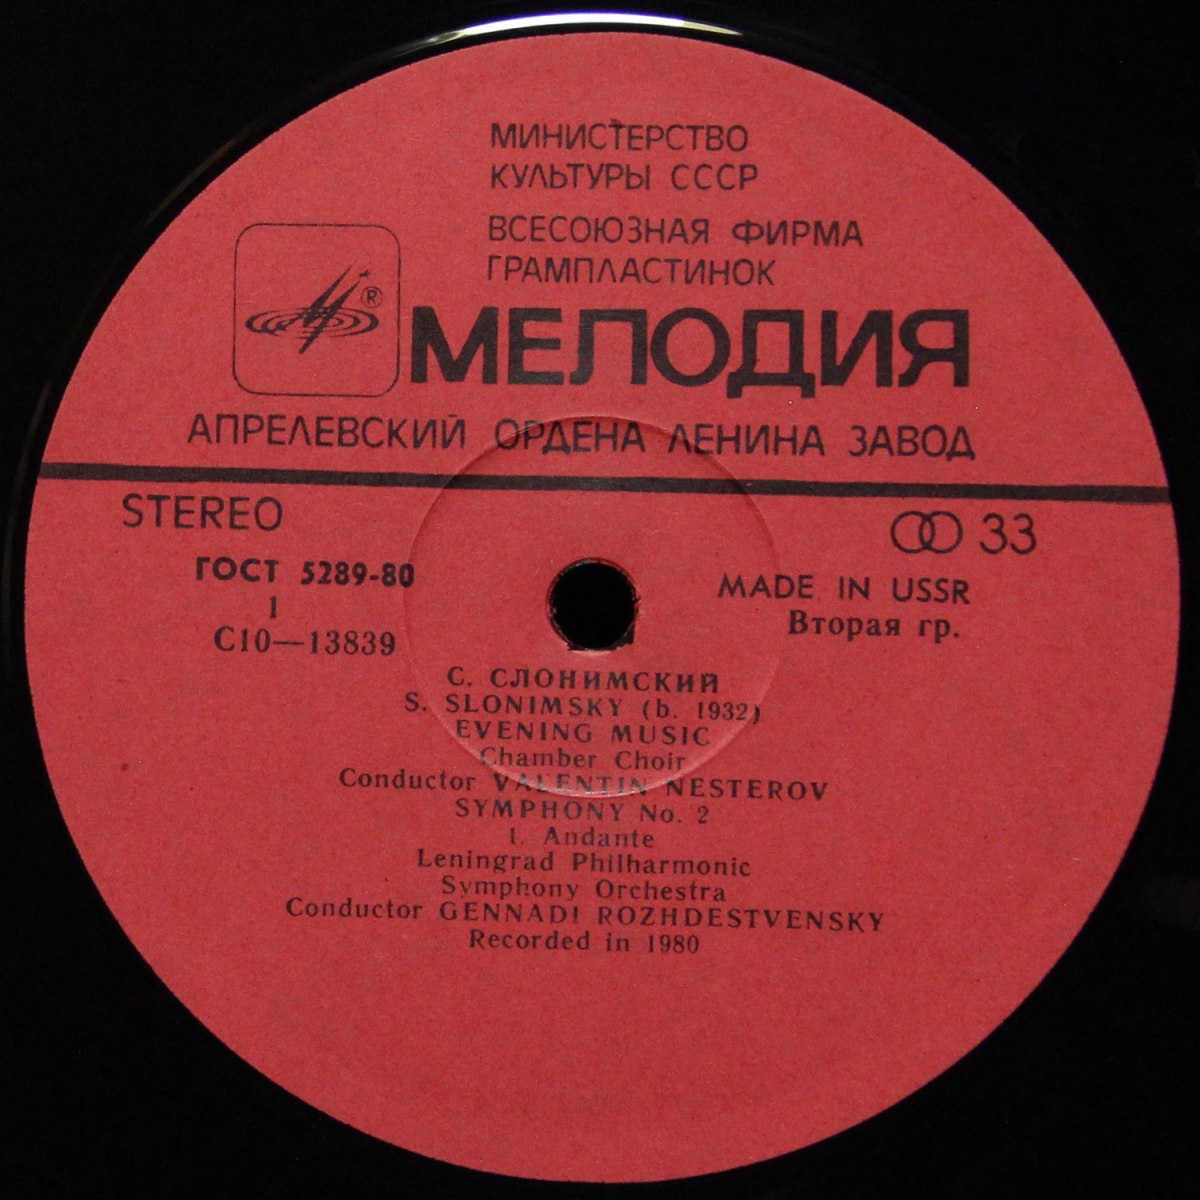 МИНИСТЕРСТВО
КУЛЬТУРЫ СССР
ВСЕСОЮЗНАЯ ФИРМА
ГРАМПЛАСТИНОК
®
МЕЛОДИЯ
АПРЕЛЕВСКИЙ ОРДЕНА ЛЕНИНА ЗАВОД
STEREO
33
ГОСТ 5289-80
1
С10—13839
MADE IN USSR
Вторая гр.
С. СЛОНИМСКИЙ
S. SLONIMSKY (b. 1932)
EVENING MUSIC
Chamber Choir
Conductor VALENTIN NESTEROV
SYMPHONY No. 2
1. Andante
Leningrad Philharmonic
Symphony Orchestra
Conductor GENNADI ROZHDESTVENSKY
Recorded in 1980